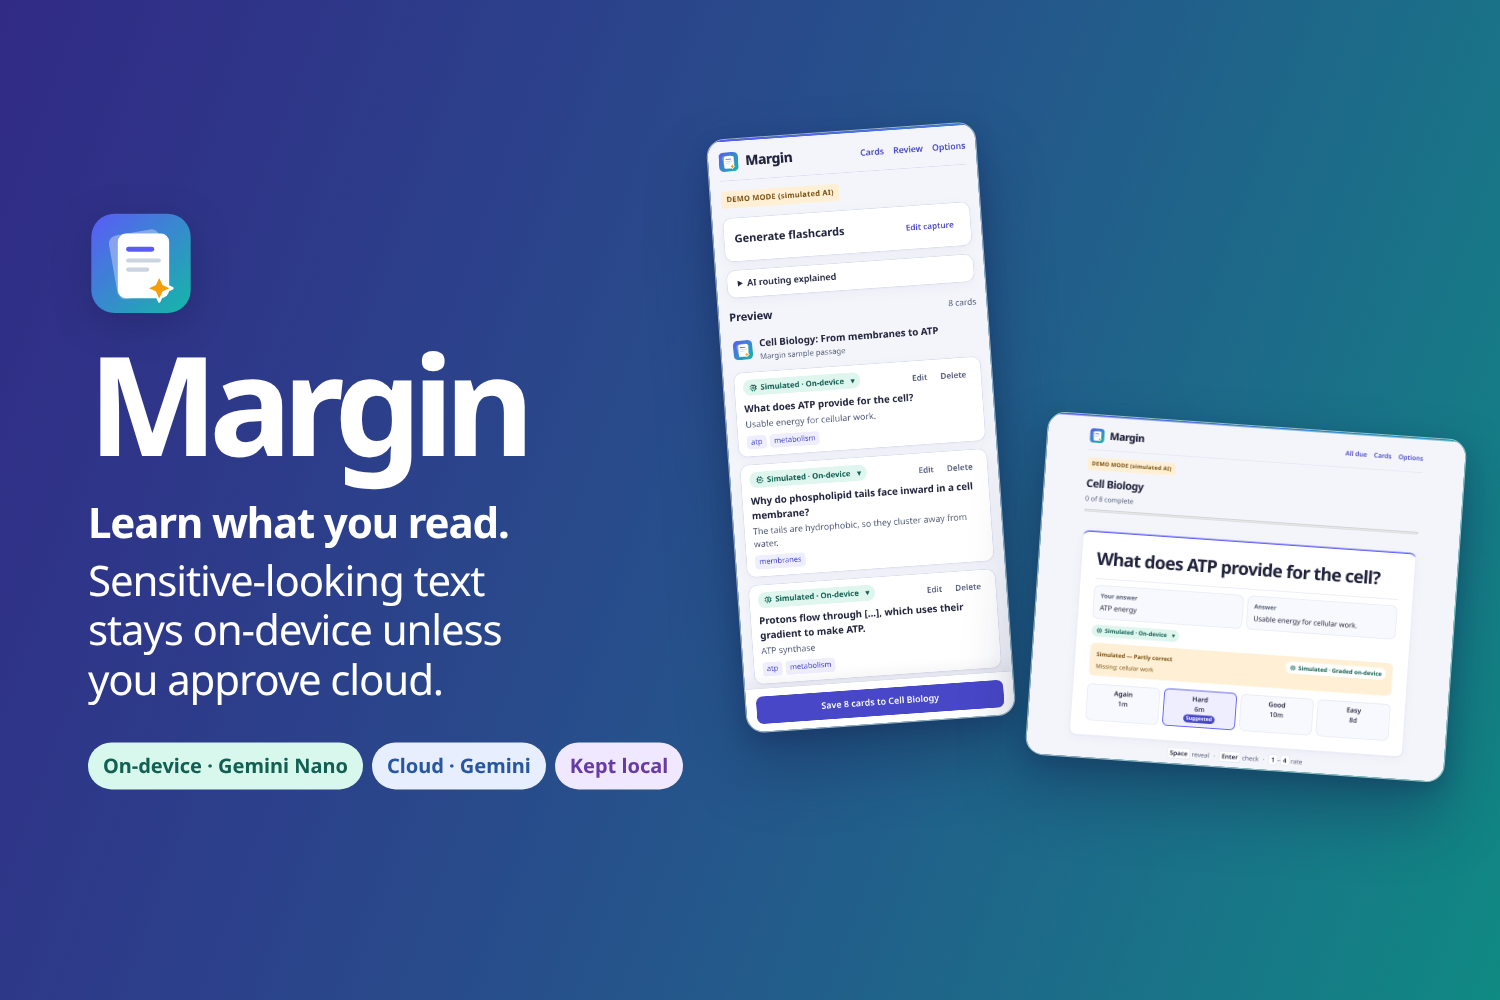 Margin
Learn what you read.
Sensitive-looking text
stays on-device unless
you approve cloud.
On-device · Gemini Nano
Cloud · Gemini
Kept local
Margin
Cards Review Options
DEMO MODE (simulated AI)
Generate flashcards
Edit capture
▶ AI routing explained
Preview
8 cards
Cell Biology: From membranes to ATP
Margin sample passage
Simulated · On-device ▼
Edit Delete
What does ATP provide for the cell?
Usable energy for cellular work.
atp metabolism
Simulated · On-device ▼
Edit Delete
Why do phospholipid tails face inward in a cell
membrane?
The tails are hydrophobic, so they cluster away from
water.
membranes
Simulated · On-device ▼
Edit Delete
Protons flow through [...], which uses their
gradient to make ATP.
ATP synthase
atp metabolism
Save 8 cards to Cell Biology
Margin
All due Cards Options
DEMO MODE (simulated AI)
Cell Biology
0 of 8 complete
What does ATP provide for the cell?
Your answer
ATP energy
Answer
Usable energy for cellular work.
Simulated · On-device ▼
Simulated — Partly correct
Missing: cellular work
Simulated · Graded on-device
Again
1m
Hard
6m
Suggested
Good
10m
Easy
8d
Space reveal · Enter check · 1 - 4 rate